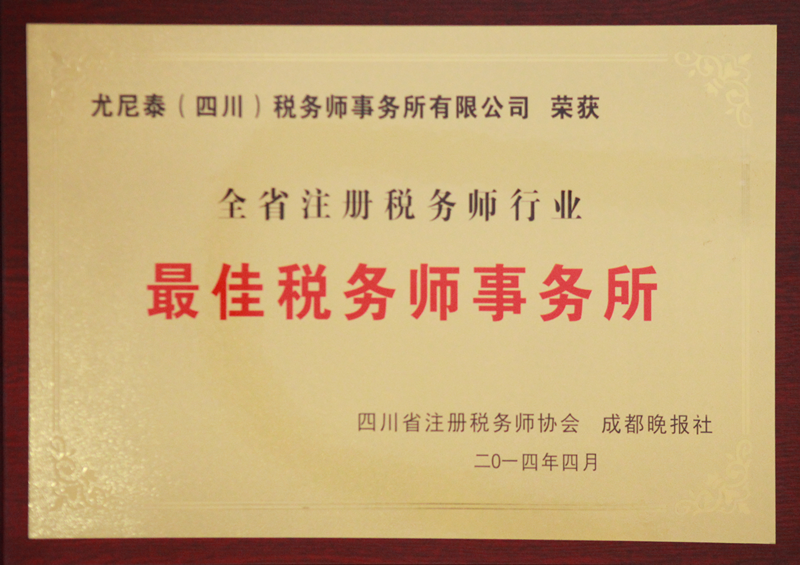 尤尼泰（四川）税务师事务所有限公司 荣获
全省注册税务师行业
最佳税务师事务所
四川省注册税务师协会 成都晚报社
二〇一四年四月